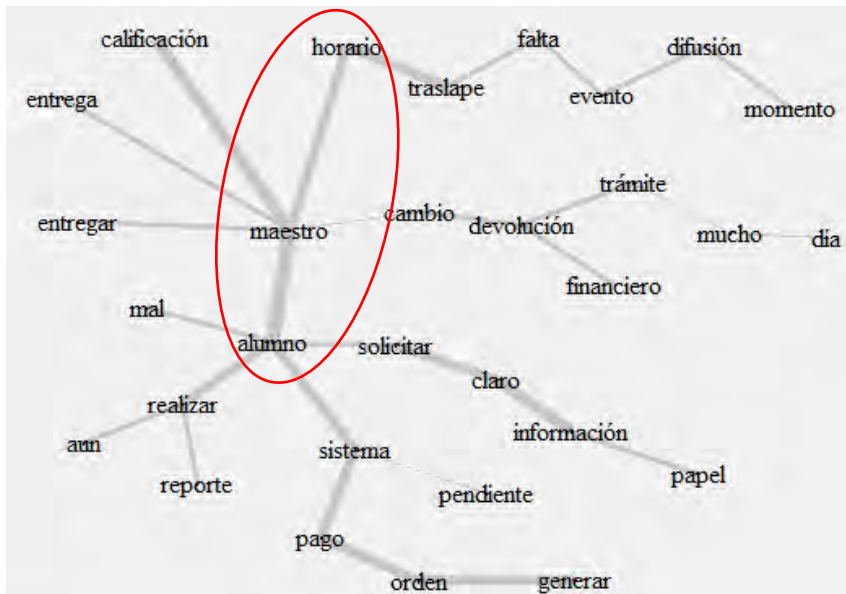 calificación
horario
falta
difusión
traslape
entrega
evento
momento
trámite
entregar
maestro
cambio
devolución
mucho
día
financiero
mal
alumno
solicitar
claro
realizar
información
aun
sistema
reporte
pendiente
papel
pago
orden
generar